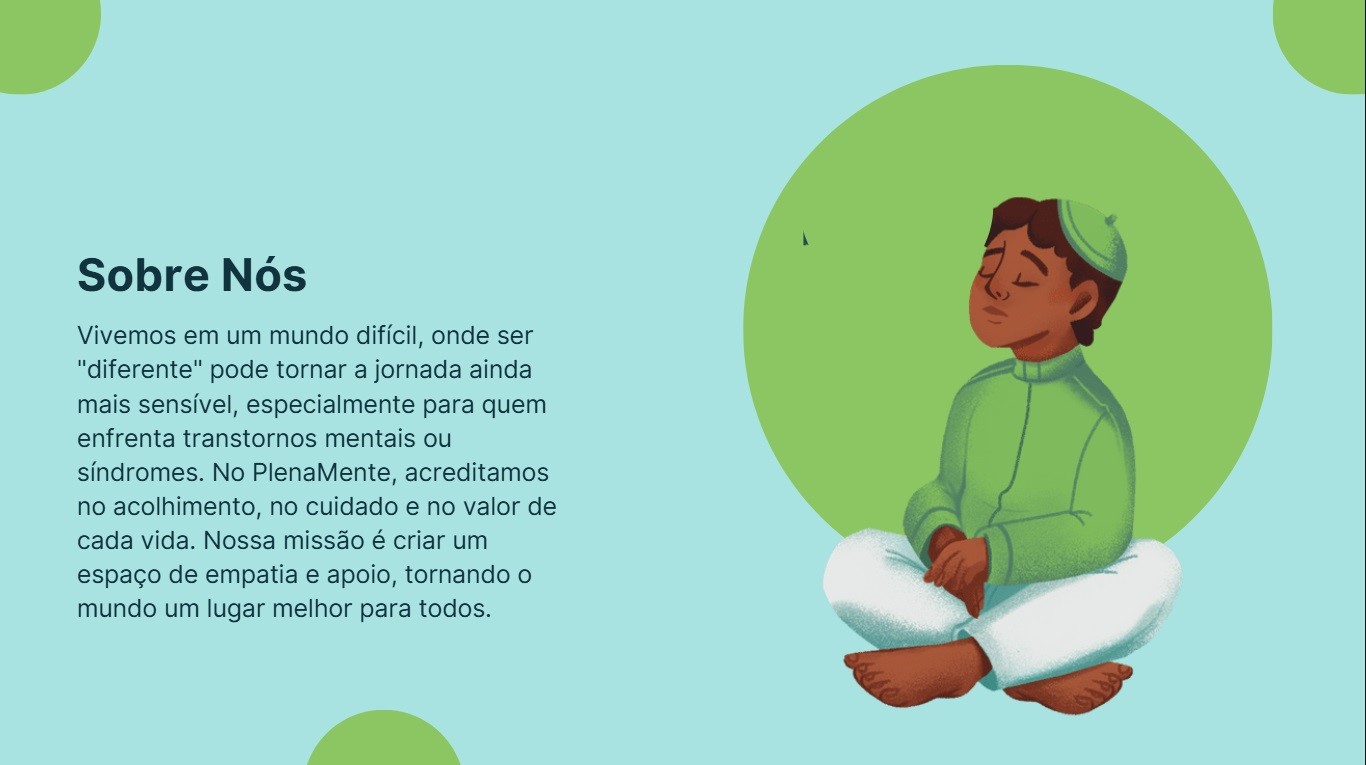 Sobre Nós
Vivemos em um mundo difícil, onde ser
"diferente" pode tornar a jornada ainda
mais sensível, especialmente para quem
enfrenta transtornos mentais ou
síndromes. No PlenaMente, acreditamos
no acolhimento, no cuidado e no valor de
cada vida. Nossa missão é criar um
espaço de empatia e apoio, tornando o
mundo um lugar melhor para todos.